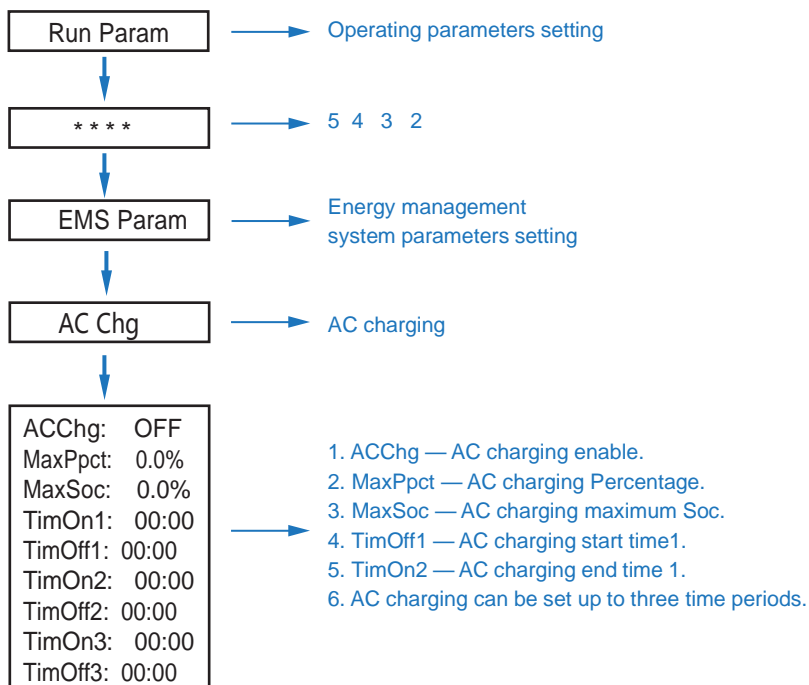 Run Param
Operating parameters setting
* * * *
5 4 3 2
EMS Param
Energy management
system parameters setting
AC Chg
AC charging
ACChg: OFF
MaxPpct: 0.0%
MaxSoc: 0.0%
TimOn1: 00:00
TimOff1: 00:00
TimOn2: 00:00
TimOff2: 00:00
TimOn3: 00:00
TimOff3: 00:00
1. ACChg — AC charging enable.
2. MaxPpct — AC charging Percentage.
3. MaxSoc — AC charging maximum Soc.
4. TimOff1 — AC charging start time1.
5. TimOn2 — AC charging end time 1.
6. AC charging can be set up to three time periods.